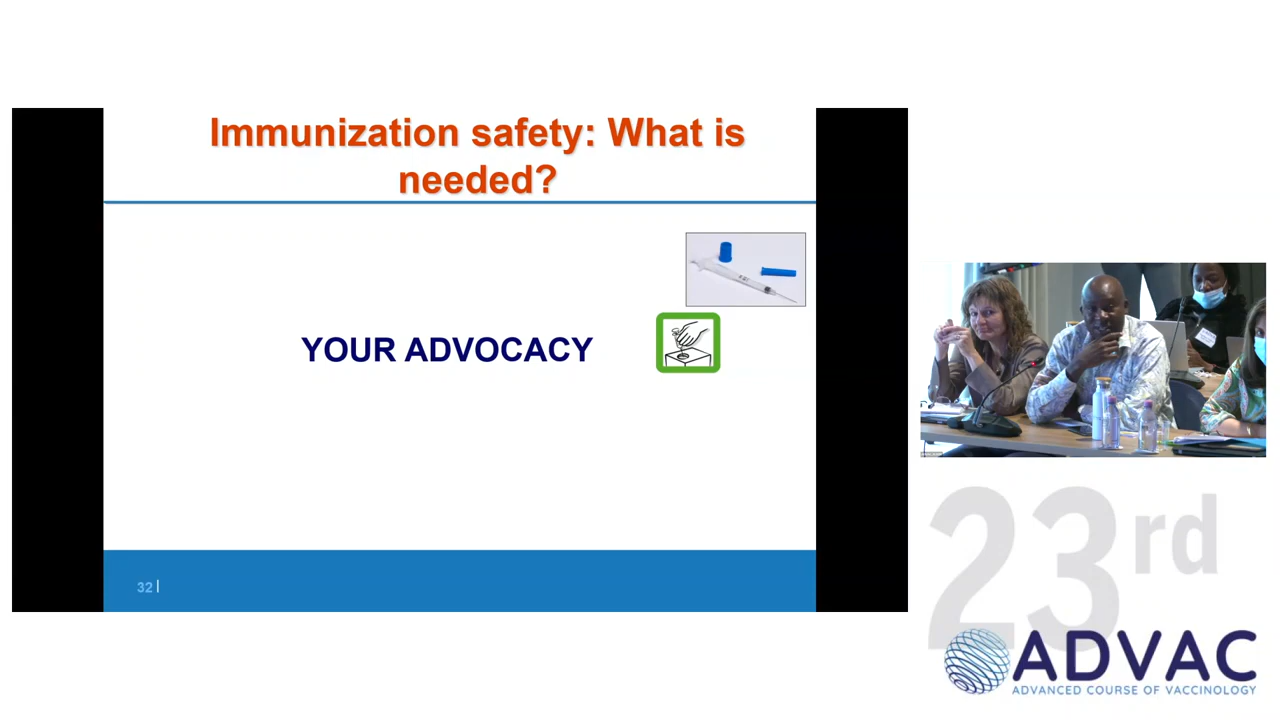 Immunization safety: What is
needed?
YOUR ADVOCACY
32 |
23rd
ADVAC
ADVANCED COURSE OF VACCINOLOGY